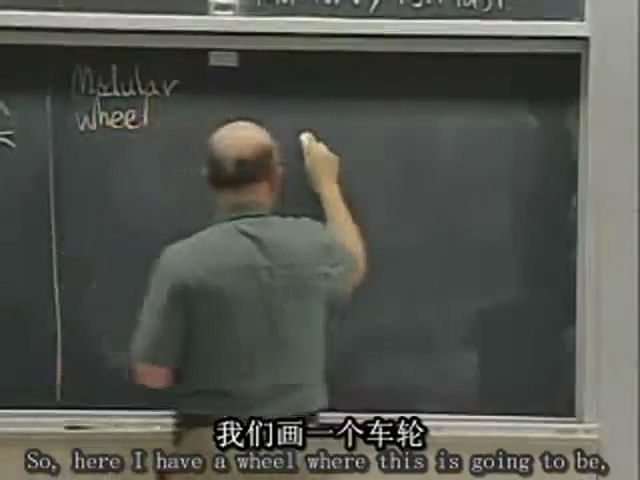 Modular
wheel
我们画一个车轮
So, here I have a wheel where this is going to be,